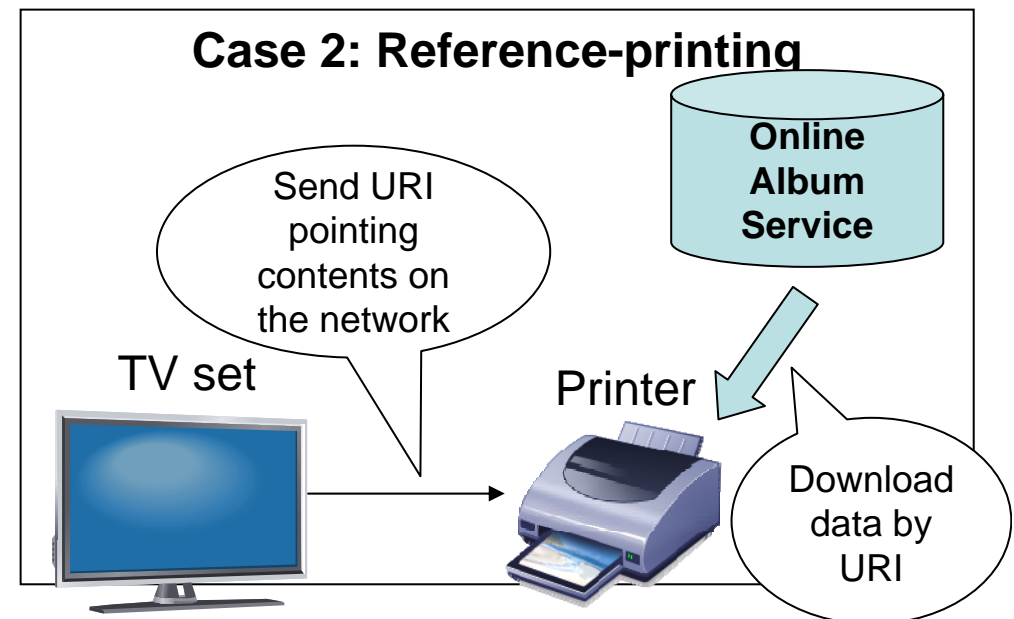 Case 2: Reference-printing
Online
Album
Service
Send URI
pointing
contents on
the network
TV set
Printer
Download
data by
URI